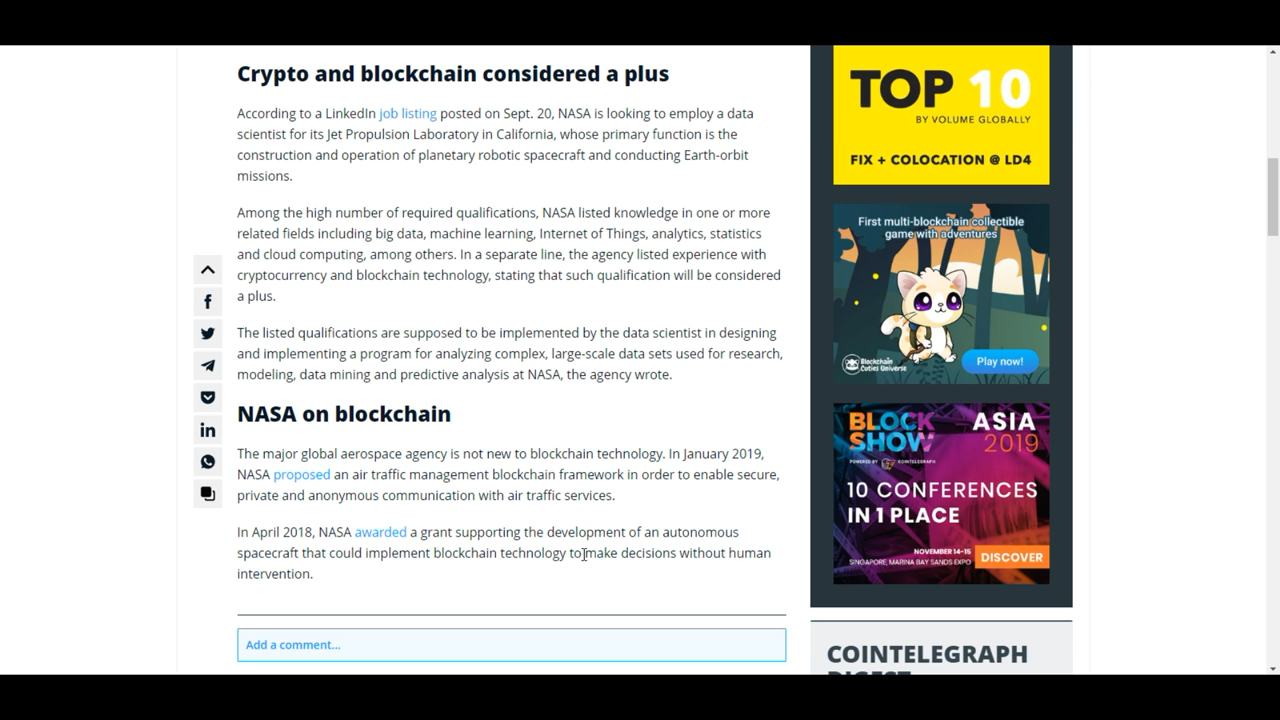 Crypto and blockchain considered a plus
According to a LinkedIn job listing posted on Sept. 20, NASA is looking to employ a data
scientist for its Jet Propulsion Laboratory in California, whose primary function is the
construction and operation of planetary robotic spacecraft and conducting Earth-orbit
missions.
Among the high number of required qualifications, NASA listed knowledge in one or more
related fields including big data, machine learning, Internet of Things, analytics, statistics
and cloud computing, among others. In a separate line, the agency listed experience with
cryptocurrency and blockchain technology, stating that such qualification will be considered
a plus.
The listed qualifications are supposed to be implemented by the data scientist in designing
and implementing a program for analyzing complex, large-scale data sets used for research,
modeling, data mining and predictive analysis at NASA, the agency wrote.
NASA on blockchain
The major global aerospace agency is not new to blockchain technology. In January 2019,
NASA proposed an air traffic management blockchain framework in order to enable secure,
private and anonymous communication with air traffic services.
In April 2018, NASA awarded a grant supporting the development of an autonomous
spacecraft that could implement blockchain technology to make decisions without human
intervention.
Add a comment...
TOP 10
BY VOLUME GLOBALLY
FIX + COLOCATION @ LD4
First multi-blockchain collectible
game with adventures
Blockchain
Cuties Universe
Play now!
BLOCK
SHOW
POWERED BY COINTELEGRAPH
ASIA
2019
10 CONFERENCES
IN 1 PLACE
NOVEMBER 14-15
SINGAPORE, MARINA BAY SANDS EXPO
DISCOVER
COINTELEGRAPH
DIGEST